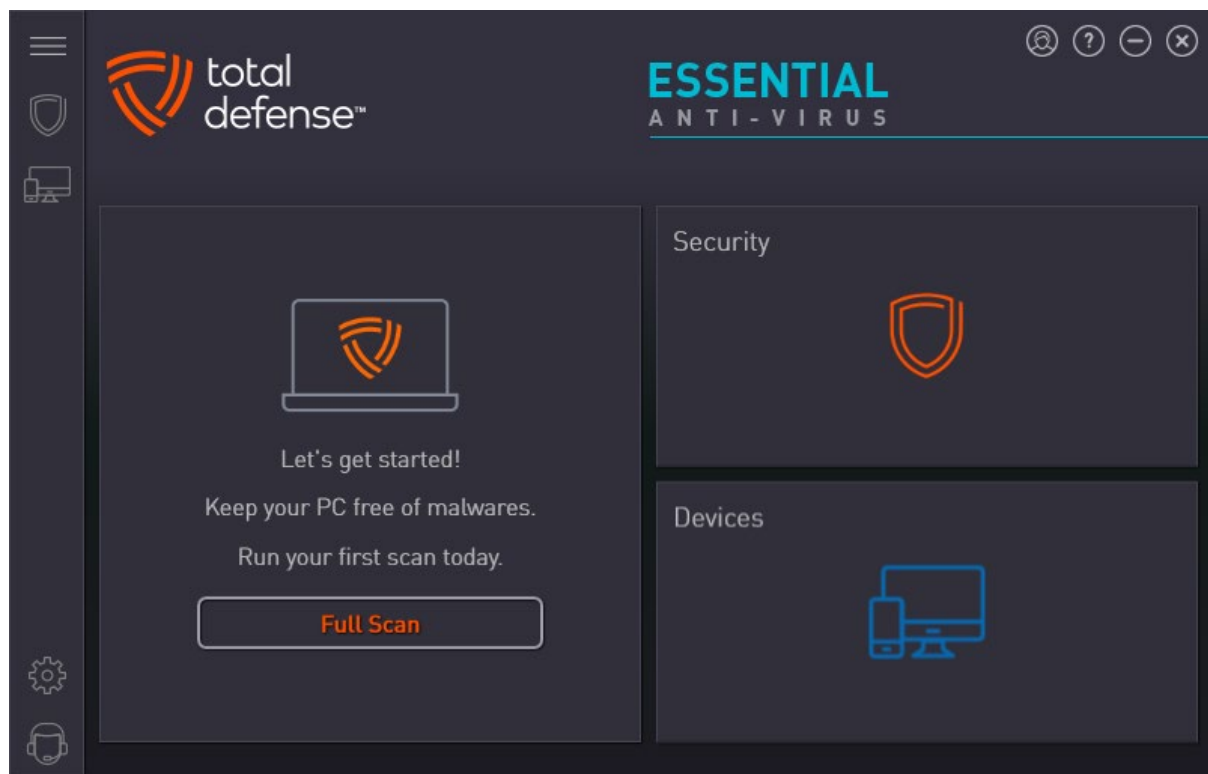 total
defense™
ESSENTIAL
ANTI-VIRUS
?
Let's get started!
Keep your PC free of malwares.
Run your first scan today.
Full Scan
Security
Devices